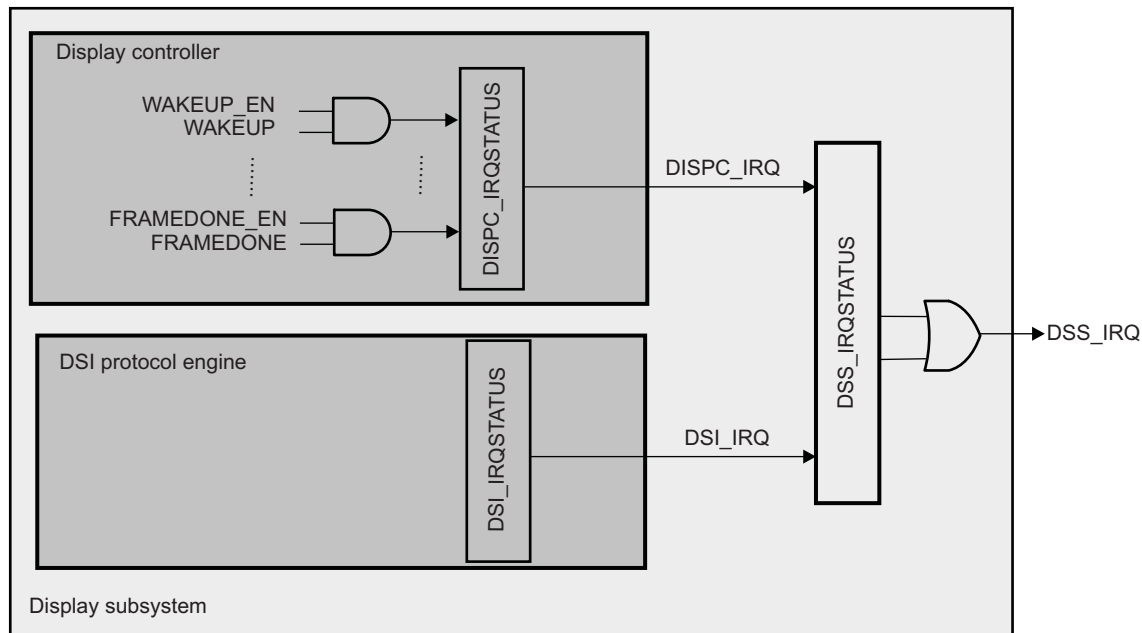 Display controller
WAKEUP_EN
WAKEUP
FRAMEDONE_EN
FRAMEDONE
DISPC_IRQSTATUS
DISPC_IRQ
DSS_IRQSTATUS
DSS_IRQ
DSI protocol engine
DSI_IRQSTATUS
DSI_IRQ
Display subsystem